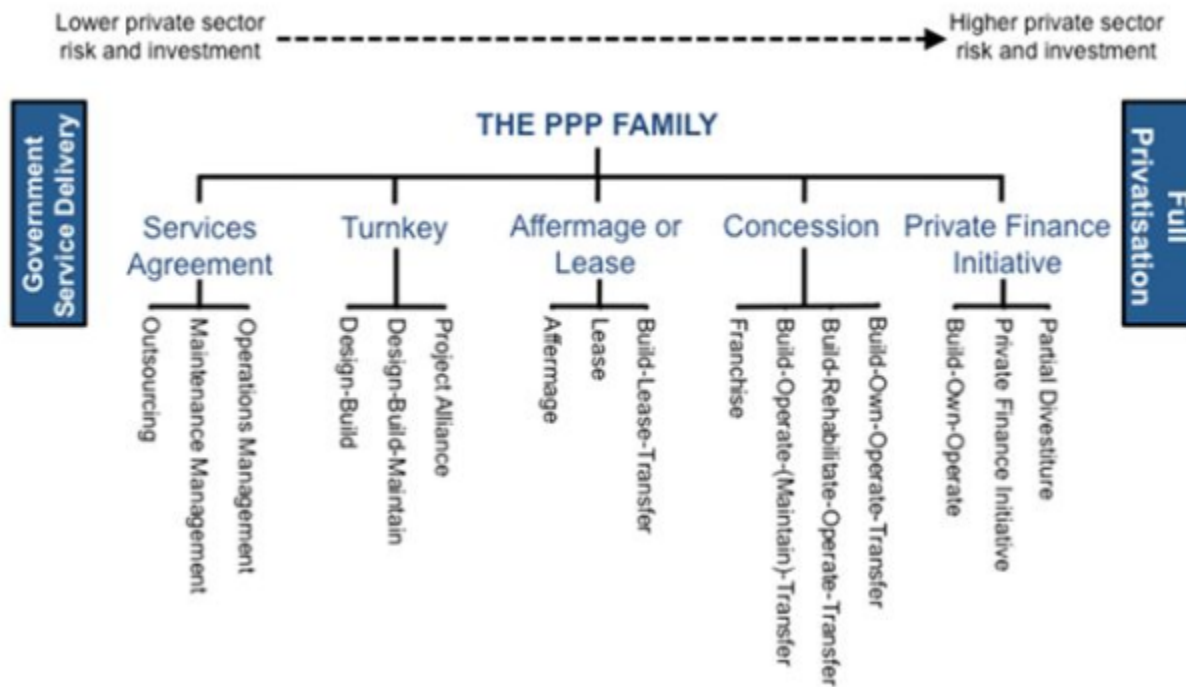 Lower private sector
risk and investment
Higher private sector
risk and investment
Government
Service Delivery
THE PPP FAMILY
Full
Privatisation
Services
Agreement
Turnkey
Affermage or
Lease
Concession
Private Finance
Initiative
Outsourcing
Maintenance Management
Operations Management
Design-Build
Design-Build-Maintain
Project Alliance
Affermage
Lease
Build-Lease-Transfer
Franchise
Build-Operate-(Maintain)-Transfer
Build-Rehabilitate-Operate-Transfer
Build-Own-Operate-Transfer
Build-Own-Operate
Private Finance Initiative
Partial Divestiture